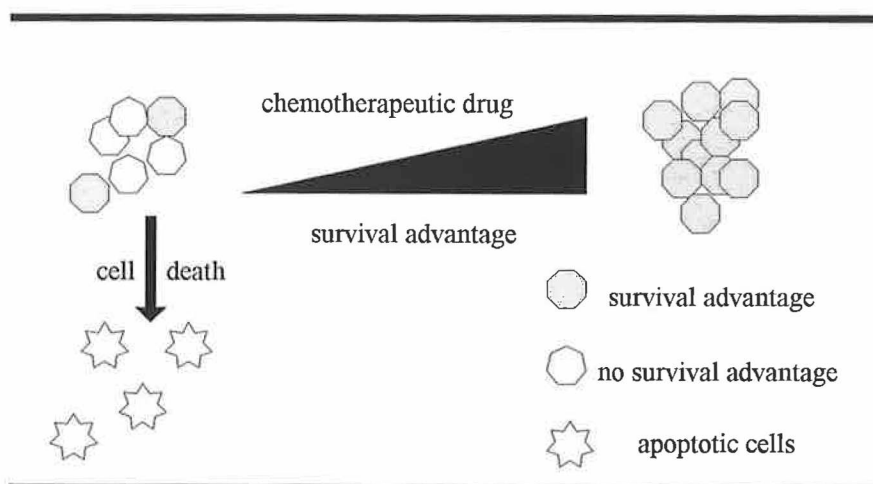 chemotherapeutic drug
survival advantage
cell death
survival advantage
no survival advantage
apoptotic cells